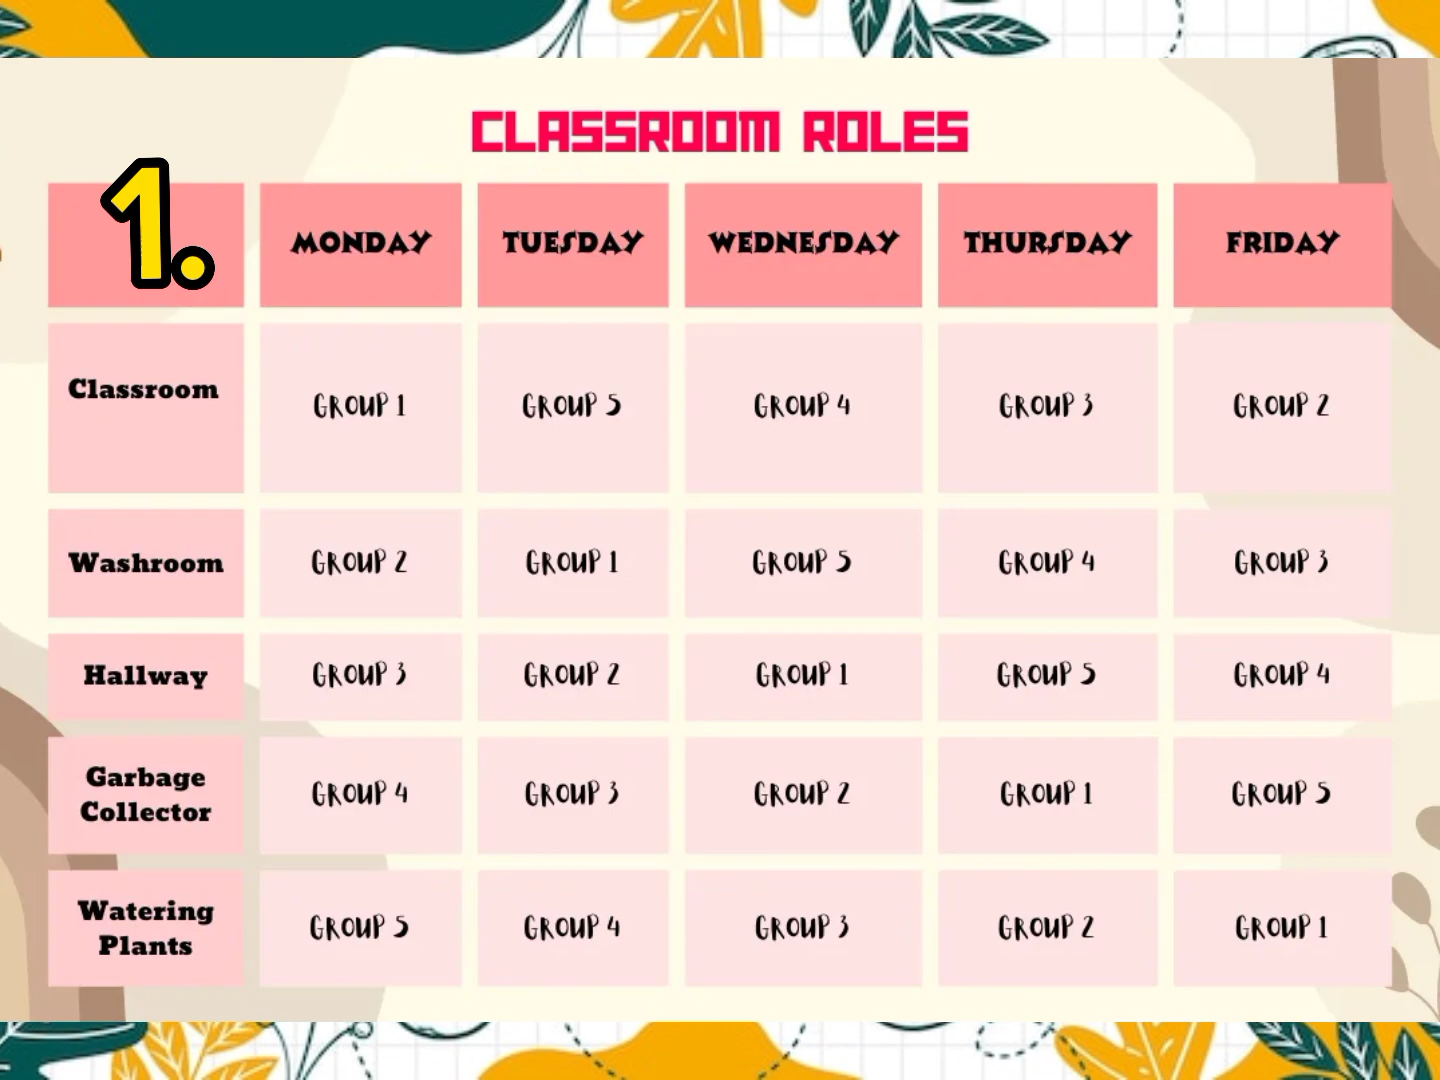 CLASSROOM ROLES
1.
MONDAY TUESDAY WEDNESDAY THURSDAY FRIDAY
Classroom GROUP 1 GROUP 5 GROUP 4 GROUP 3 GROUP 2
Washroom GROUP 2 GROUP 1 GROUP 5 GROUP 4 GROUP 3
Hallway GROUP 3 GROUP 2 GROUP 1 GROUP 5 GROUP 4
Garbage
Collector GROUP 4 GROUP 3 GROUP 2 GROUP 1 GROUP 5
Watering
Plants GROUP 5 GROUP 4 GROUP 3 GROUP 2 GROUP 1